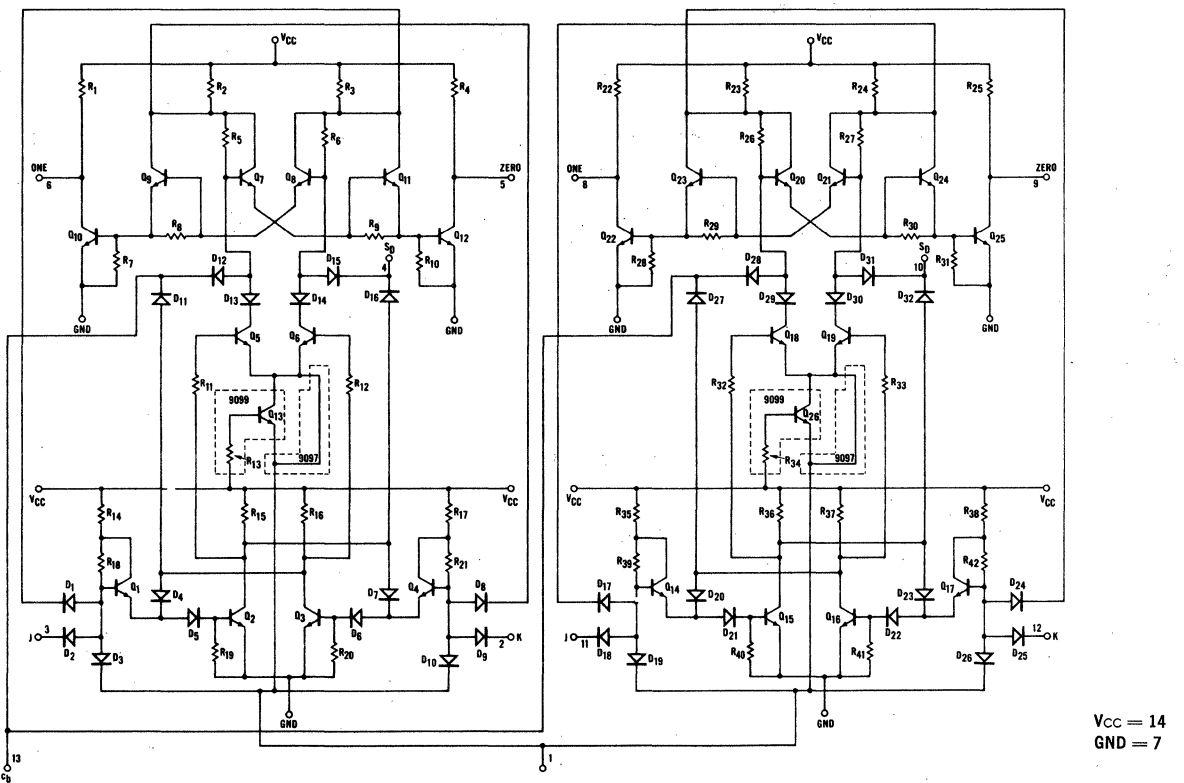 VCC VCC
R1 R2 R3 R4 R22 R23 R24 R25
R5 R6 R26 R27
ONE 6 Q9 Q7 Q8 Q11 ZERO 5 ONE 8 Q23 Q20 Q21 Q24 ZERO 9
Q10 R8 R9 Q12 Q22 R29 R30 Q25
R7 D12 D15 SD 4 R10 R28 D28 D31 SD 10 R31
D11 D13 D14 D16 D27 D29 D30 D32
GND GND GND GND
Q5 Q6 Q18 Q19
R11 R12 R32 R33
9099 9099
Q13 Q26
R13 9097 R34 9097
VCC VCC VCC VCC
R14 R15 R16 R17 R35 R36 R37 R38
R18 R21 R39 R42
D1 Q1 D4 D7 Q4 D8 D17 Q14 D20 D23 Q17 D24
D5 Q2 Q3 D6 D21 Q15 Q16 D22
J 3 D2 D3 R19 R20 D10 D9 2 K J 11 D18 D19 R40 R41 D26 D25 12 K
GND GND
VCC = 14
GND = 7
13 1
Cb